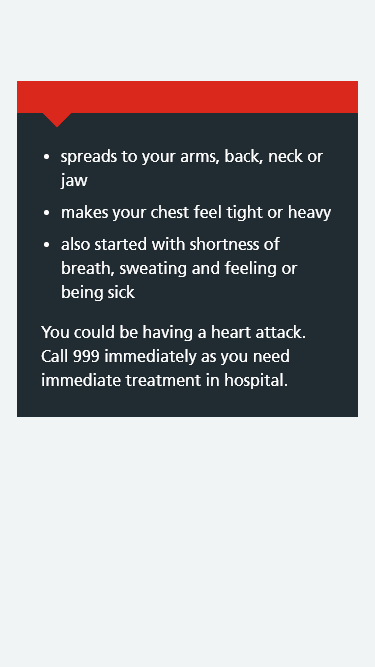 • spreads to your arms, back, neck or
jaw
• makes your chest feel tight or heavy
• also started with shortness of
breath, sweating and feeling or
being sick
You could be having a heart attack.
Call 999 immediately as you need
immediate treatment in hospital.